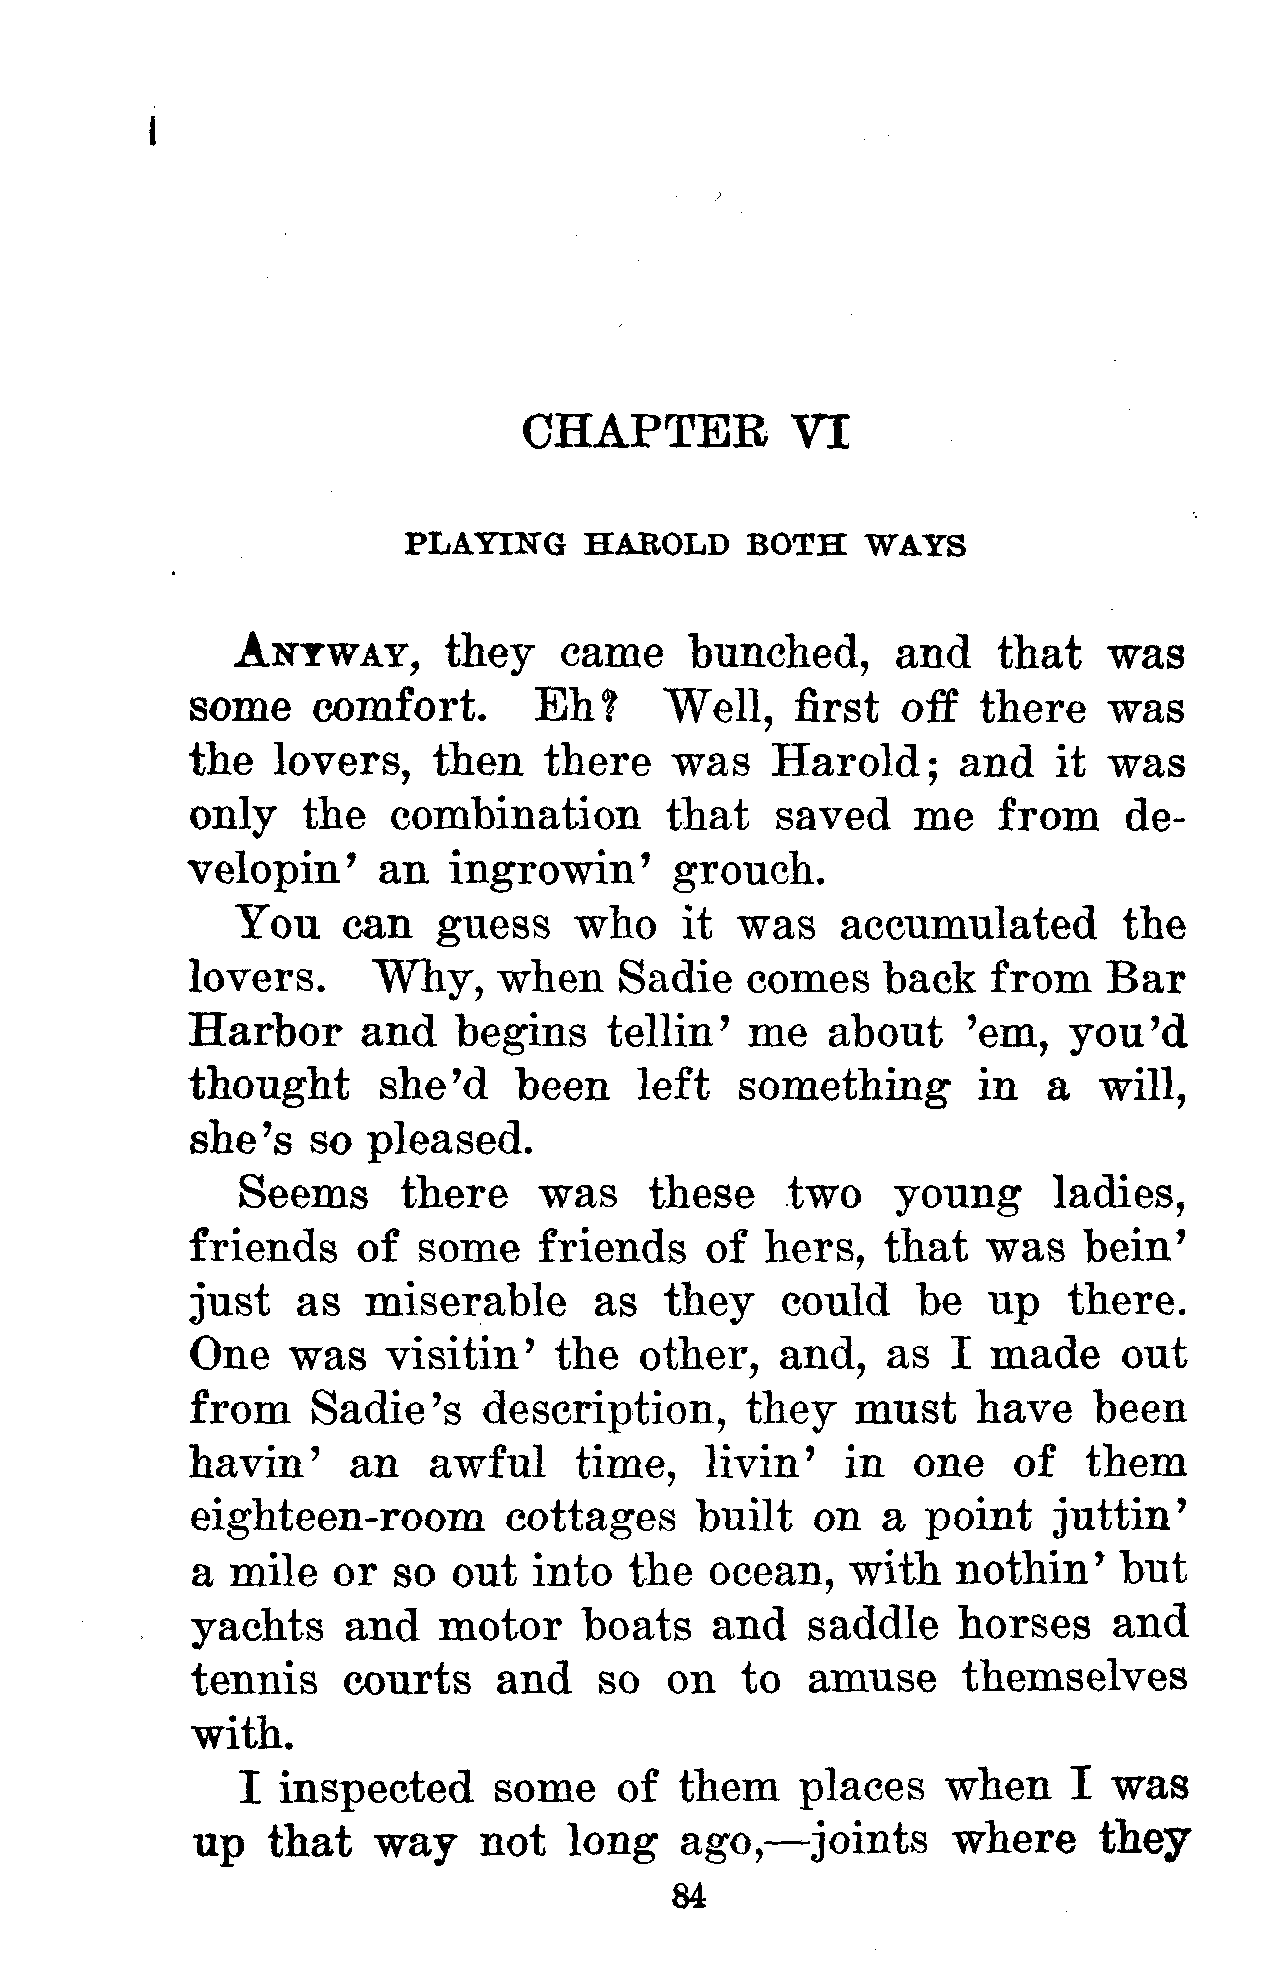 CHAPTER VI
PLAYING HAROLD BOTH WAYS
ANYWAY, they came bunched, and that was
some comfort. Eh? Well, first off there was
the lovers, then there was Harold; and it was
only the combination that saved me from de-
velopin' an ingrowin' grouch.
You can guess who it was accumulated the
lovers. Why, when Sadie comes back from Bar
Harbor and begins tellin' me about 'em, you'd
thought she'd been left something in a will,
she's so pleased.
Seems there was these two young ladies,
friends of some friends of hers, that was bein'
just as miserable as they could be up there.
One was visitin' the other, and, as I made out
from Sadie's description, they must have been
havin' an awful time, livin' in one of them
eighteen-room cottages built on a point juttin'
a mile or so out into the ocean, with nothin' but
yachts and motor boats and saddle horses and
tennis courts and so on to amuse themselves
with.
I inspected some of them places when I was
up that way not long ago,—joints where they
84